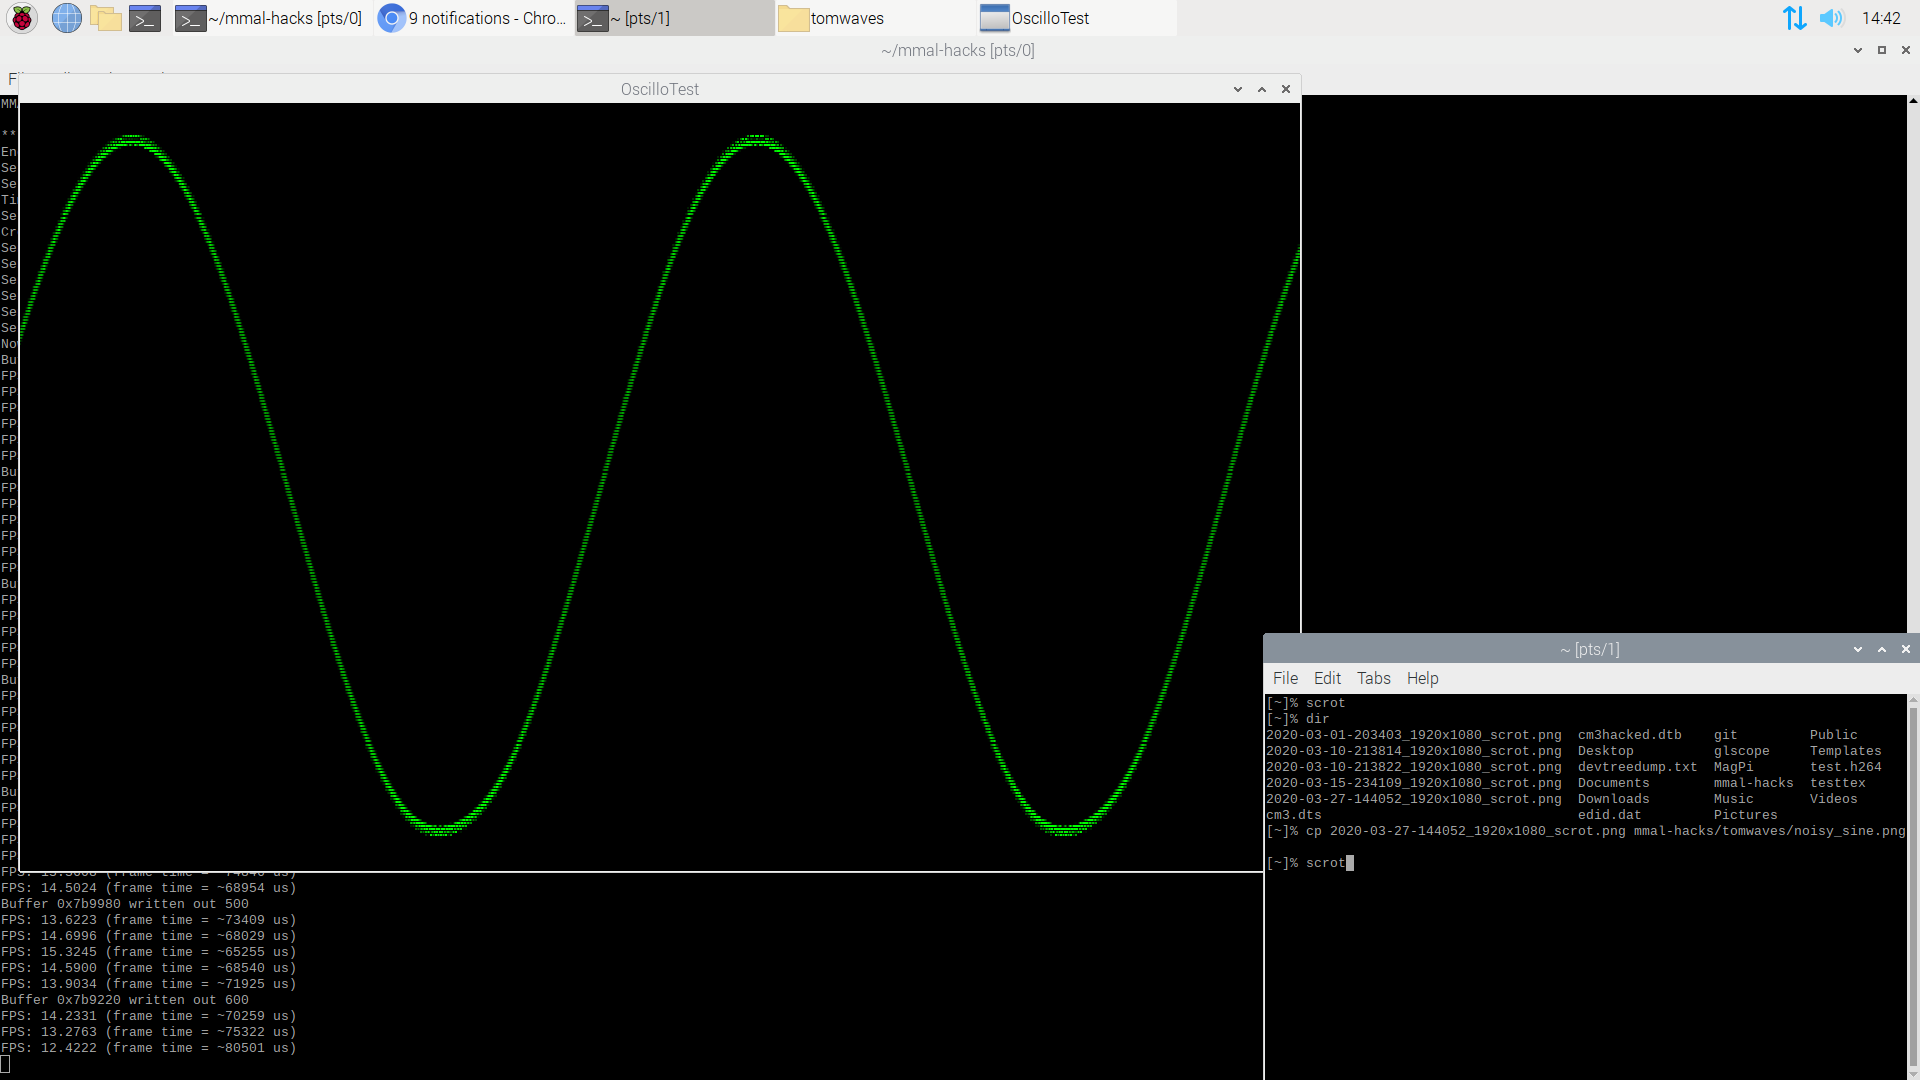 ~/mmal-hacks [pts/0]
9 notifications - Chro...
~ [pts/1]
tomwaves
OscilloTest
14:42
~/mmal-hacks [pts/0]
OscilloTest
MM
**
En
Se
Se
Ti
Se
Cr
Se
Se
Se
Se
Se
Se
No
Bu
FP
FP
FP
FP
FP
FP
Bu
FP
FP
FP
FP
FP
FP
Bu
FP
FP
FP
FP
FP
Bu
FP
FP
FP
FP
FP
FP
Bu
FP
FP
FP
FP
FPS: (frame time = us)
FPS: 14.5024 (frame time = ~68954 us)
Buffer 0x7b9980 written out 500
FPS: 13.6223 (frame time = ~73409 us)
FPS: 14.6996 (frame time = ~68029 us)
FPS: 15.3245 (frame time = ~65255 us)
FPS: 14.5900 (frame time = ~68540 us)
FPS: 13.9034 (frame time = ~71925 us)
Buffer 0x7b9220 written out 600
FPS: 14.2331 (frame time = ~70259 us)
FPS: 13.2763 (frame time = ~75322 us)
FPS: 12.4222 (frame time = ~80501 us)
~ [pts/1]
File Edit Tabs Help
[~]% scrot
[~]% dir
2020-03-01-203403_1920x1080_scrot.png cm3hacked.dtb git Public
2020-03-10-213814_1920x1080_scrot.png Desktop glscope Templates
2020-03-10-213822_1920x1080_scrot.png devtreedump.txt MagPi test.h264
2020-03-15-234109_1920x1080_scrot.png Documents mmal-hacks testtex
2020-03-27-144052_1920x1080_scrot.png Downloads Music Videos
cm3.dts edid.dat Pictures
[~]% cp 2020-03-27-144052_1920x1080_scrot.png mmal-hacks/tomwaves/noisy_sine.png
[~]% scrot